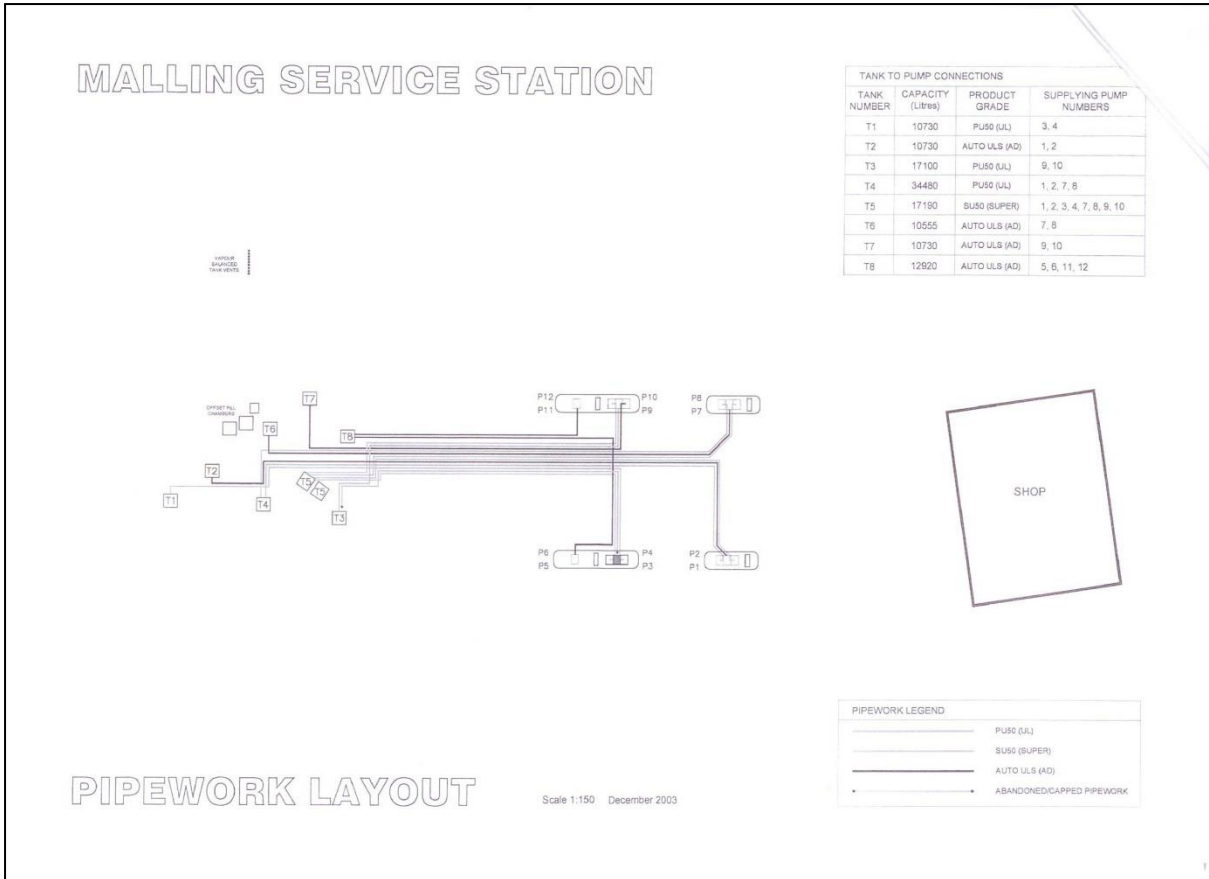 MALLING SERVICE STATION
TANK TO PUMP CONNECTIONS
TANK NUMBER CAPACITY (Litres) PRODUCT GRADE SUPPLYING PUMP NUMBERS
T1 10730 PU50 (UL) 3, 4
T2 10730 AUTO ULS (AD) 1, 2
T3 17100 PU50 (UL) 9, 10
T4 34480 PU50 (UL) 1, 2, 7, 8
T5 17190 SU50 (SUPER) 1, 2, 3, 4, 7, 8, 9, 10
T6 10555 AUTO ULS (AD) 7, 8
T7 10730 AUTO ULS (AD) 9, 10
T8 12920 AUTO ULS (AD) 5, 6, 11, 12
VAPOUR
BALANCED
TANK VENTS
OFFSET FILL
CHAMBERS
T7
T6
T8
T2
T1
T4
T5
T5
T3
P12
P11
P10
P9
P8
P7
P6
P5
P4
P3
P2
P1
SHOP
PIPEWORK LEGEND
PU50 (UL)
SU50 (SUPER)
AUTO ULS (AD)
ABANDONED/CAPPED PIPEWORK
PIPEWORK LAYOUT
Scale 1:150 December 2003